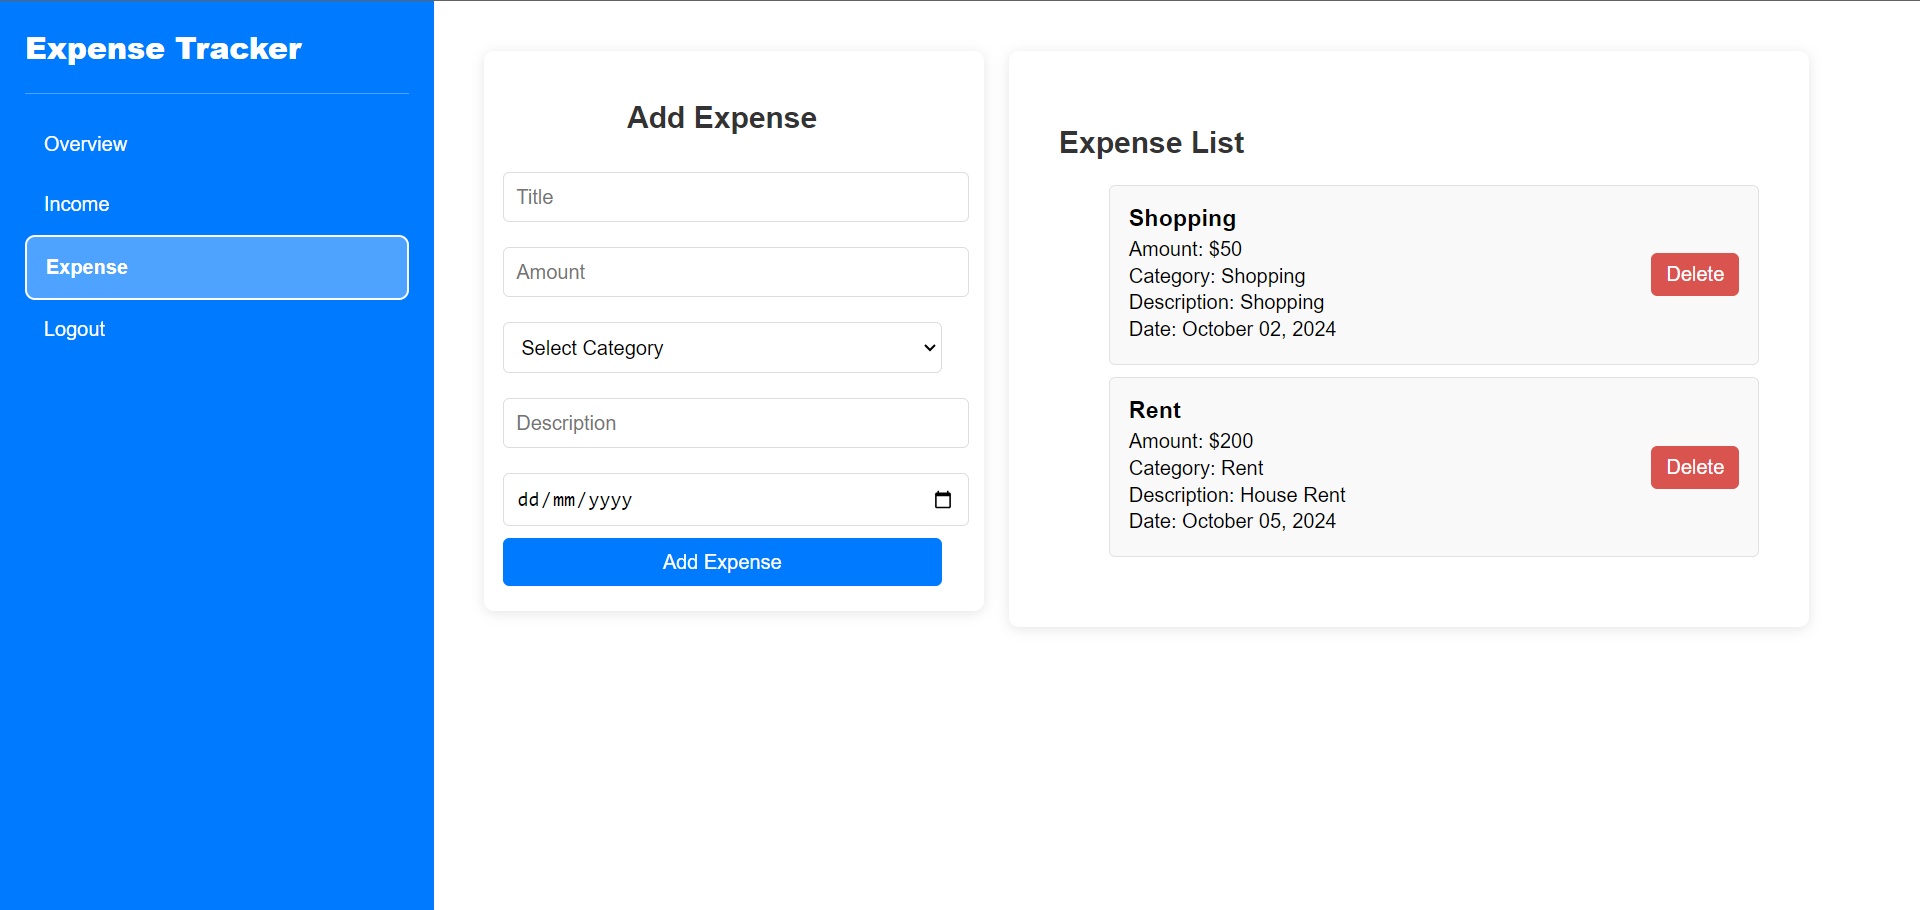 Expense Tracker
Overview
Income
Expense
Logout
Add Expense
Title
Amount
Select Category
Description
dd/mm/yyyy
Add Expense
Expense List
Shopping
Amount: $50
Category: Shopping
Description: Shopping
Date: October 02, 2024
Delete
Rent
Amount: $200
Category: Rent
Description: House Rent
Date: October 05, 2024
Delete